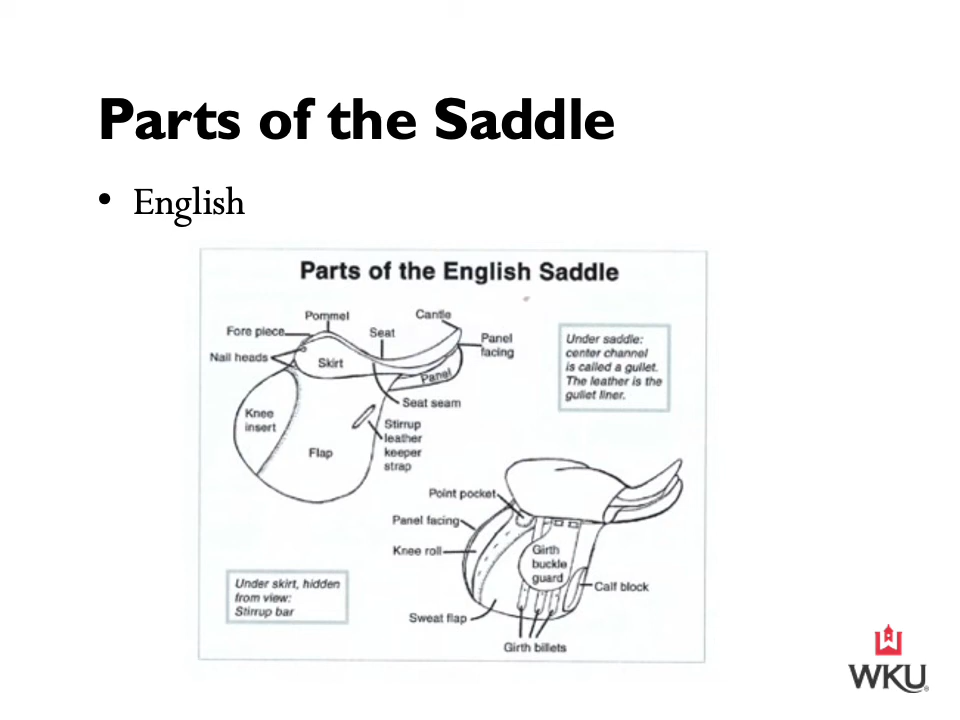 Parts of the Saddle
• English
Parts of the English Saddle
Pommel
Cantle
Fore piece
Seat
Panel
facing
Nail heads
Skirt
Panel
Seat seam
Knee
insert
Stirrup
leather
keeper
strap
Flap
Under saddle:
center channel
is called a gullet.
The leather is the
gullet liner.
Point pocket
Panel facing
Knee roll
Girth
buckle
guard
Calf block
Sweat flap
Girth billets
Under skirt, hidden
from view:
Stirrup bar
WKU®